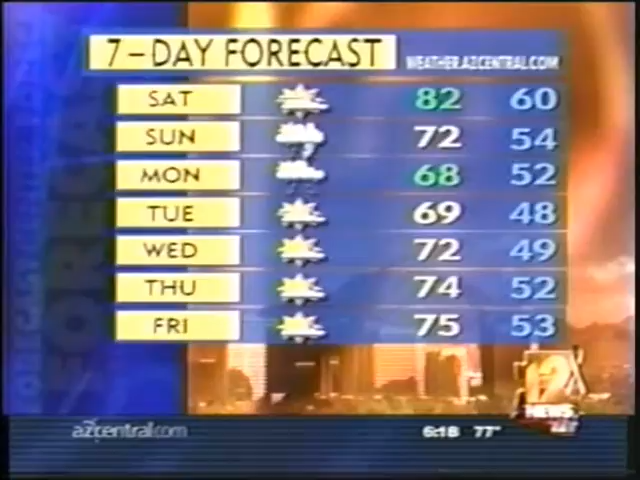 7-DAY FORECAST
WEATHER.AZCENTRAL.COM
SAT 82 60
SUN 72 54
MON 68 52
TUE 69 48
WED 72 49
THU 74 52
FRI 75 53
12
NEWS
azcentral.com 6:18 77°